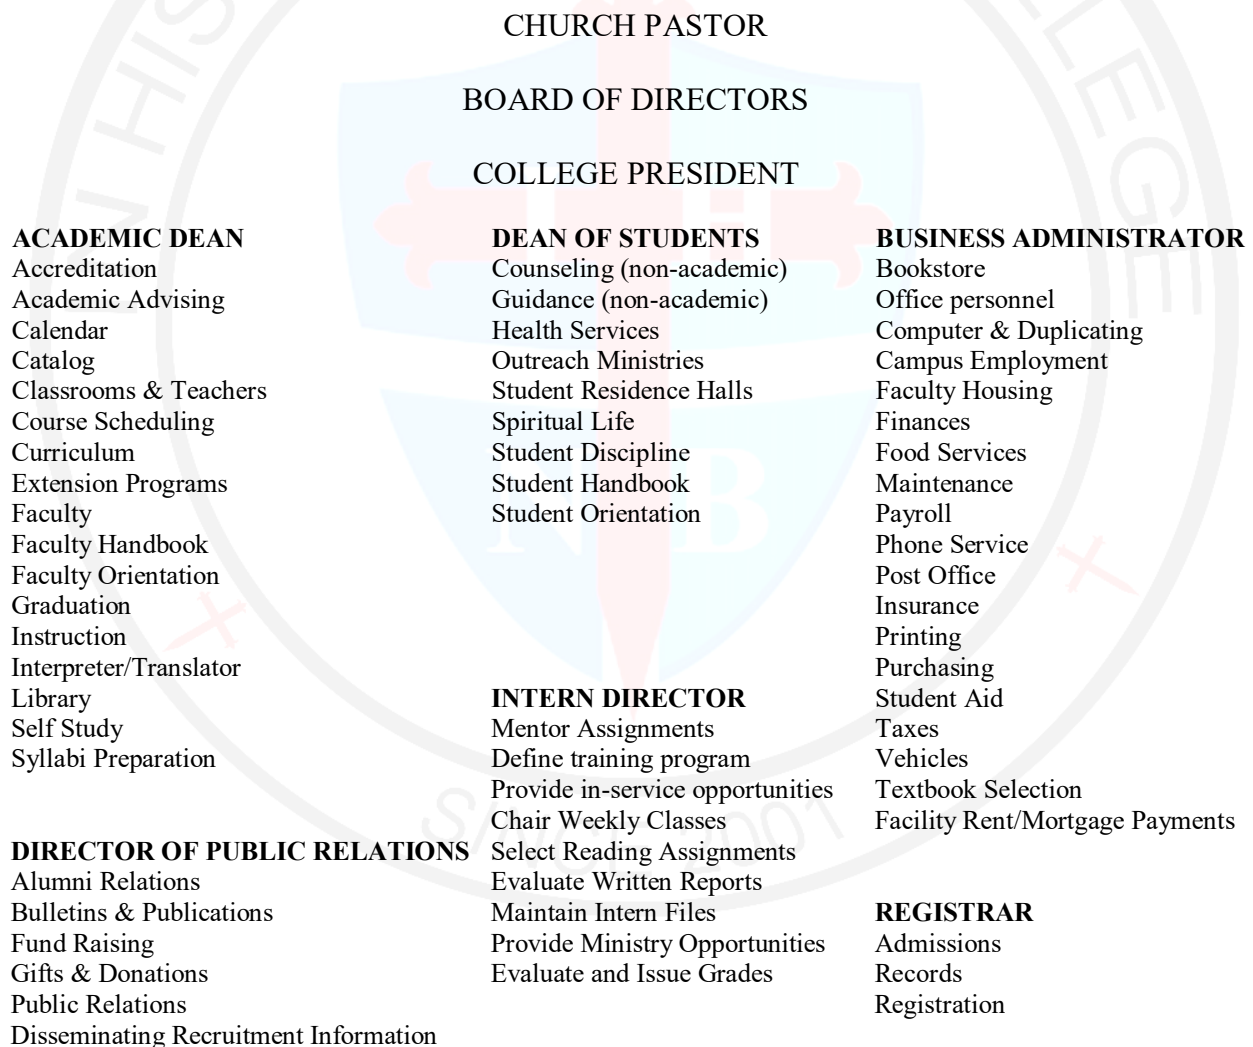 CHURCH PASTOR
BOARD OF DIRECTORS
COLLEGE PRESIDENT
ACADEMIC DEAN
Accreditation
Academic Advising
Calendar
Catalog
Classrooms & Teachers
Course Scheduling
Curriculum
Extension Programs
Faculty
Faculty Handbook
Faculty Orientation
Graduation
Instruction
Interpreter/Translator
Library
Self Study
Syllabi Preparation
DIRECTOR OF PUBLIC RELATIONS
Alumni Relations
Bulletins & Publications
Fund Raising
Gifts & Donations
Public Relations
Disseminating Recruitment Information
DEAN OF STUDENTS
Counseling (non-academic)
Guidance (non-academic)
Health Services
Outreach Ministries
Student Residence Halls
Spiritual Life
Student Discipline
Student Handbook
Student Orientation
INTERN DIRECTOR
Mentor Assignments
Define training program
Provide in-service opportunities
Chair Weekly Classes
Select Reading Assignments
Evaluate Written Reports
Maintain Intern Files
Provide Ministry Opportunities
Evaluate and Issue Grades
BUSINESS ADMINISTRATOR
Bookstore
Office personnel
Computer & Duplicating
Campus Employment
Faculty Housing
Finances
Food Services
Maintenance
Payroll
Phone Service
Post Office
Insurance
Printing
Purchasing
Student Aid
Taxes
Vehicles
Textbook Selection
Facility Rent/Mortgage Payments
REGISTRAR
Admissions
Records
Registration
I H
N B
SINCE 2001